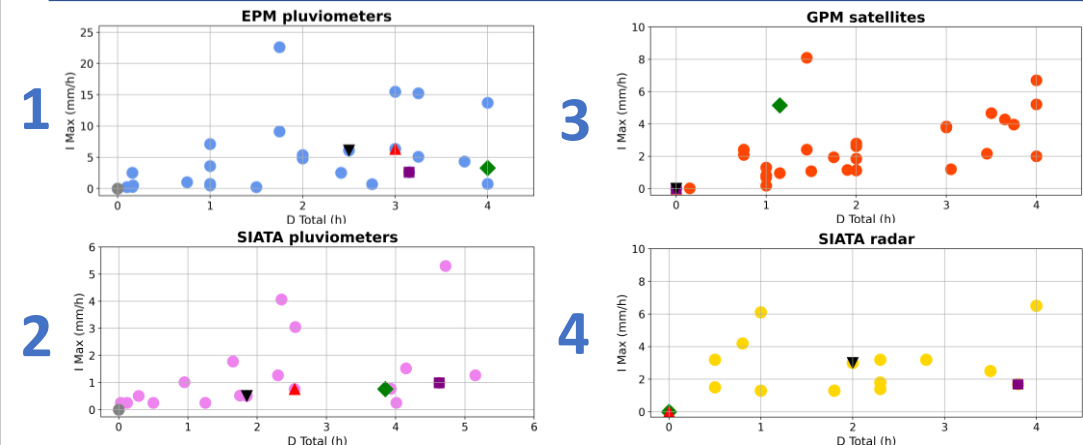 EPM pluviometers
1
I Max (mm/h)
25
20
15
10
5
0
0 1 2 3 4
D Total (h)
SIATA pluviometers
2
I Max (mm/h)
6
5
4
3
2
1
0
0 1 2 3 4 5 6
D Total (h)
GPM satellites
3
I Max (mm/h)
10
8
6
4
2
0
0 1 2 3 4
D Total (h)
SIATA radar
4
I Max (mm/h)
10
8
6
4
2
0
0 1 2 3 4
D Total (h)